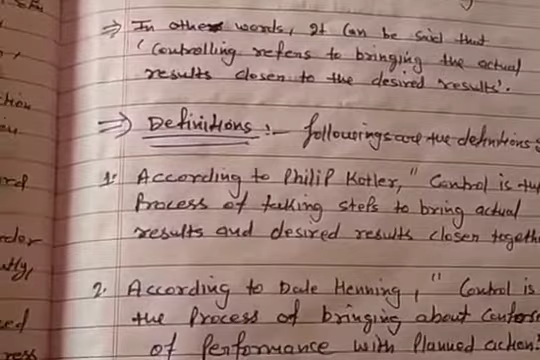 ⇒ In other words, It Can be said that
'Controlling refers to bringing the actual
results closer to the desired results'.
⇒ Definitions :- followings are the definitions:
1. According to Philip Kotler, "Control is the
Process of taking steps to bring actual
results and desired results closer together
2. According to Dale Henning, "Control is
the Process of bringing about
of Performance with Planned action.